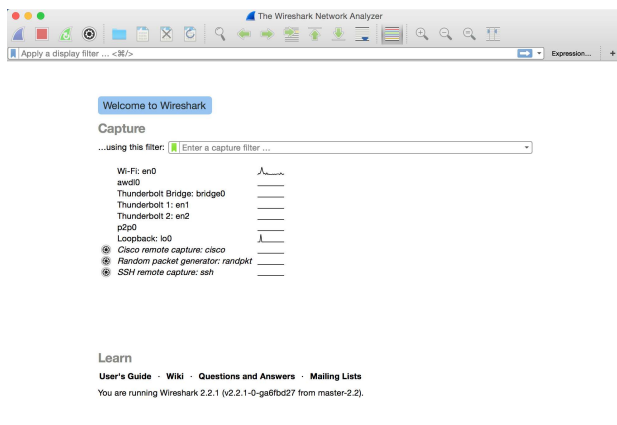 The Wireshark Network Analyzer
Apply a display filter ... <⌘/>
Expression...
+
Welcome to Wireshark
Capture
...using this filter:
Enter a capture filter ...
Wi-Fi: en0
awdl0
Thunderbolt Bridge: bridge0
Thunderbolt 1: en1
Thunderbolt 2: en2
p2p0
Loopback: lo0
Cisco remote capture: cisco
Random packet generator: randpkt
SSH remote capture: ssh
Learn
User's Guide · Wiki · Questions and Answers · Mailing Lists
You are running Wireshark 2.2.1 (v2.2.1-0-ga6fbd27 from master-2.2).